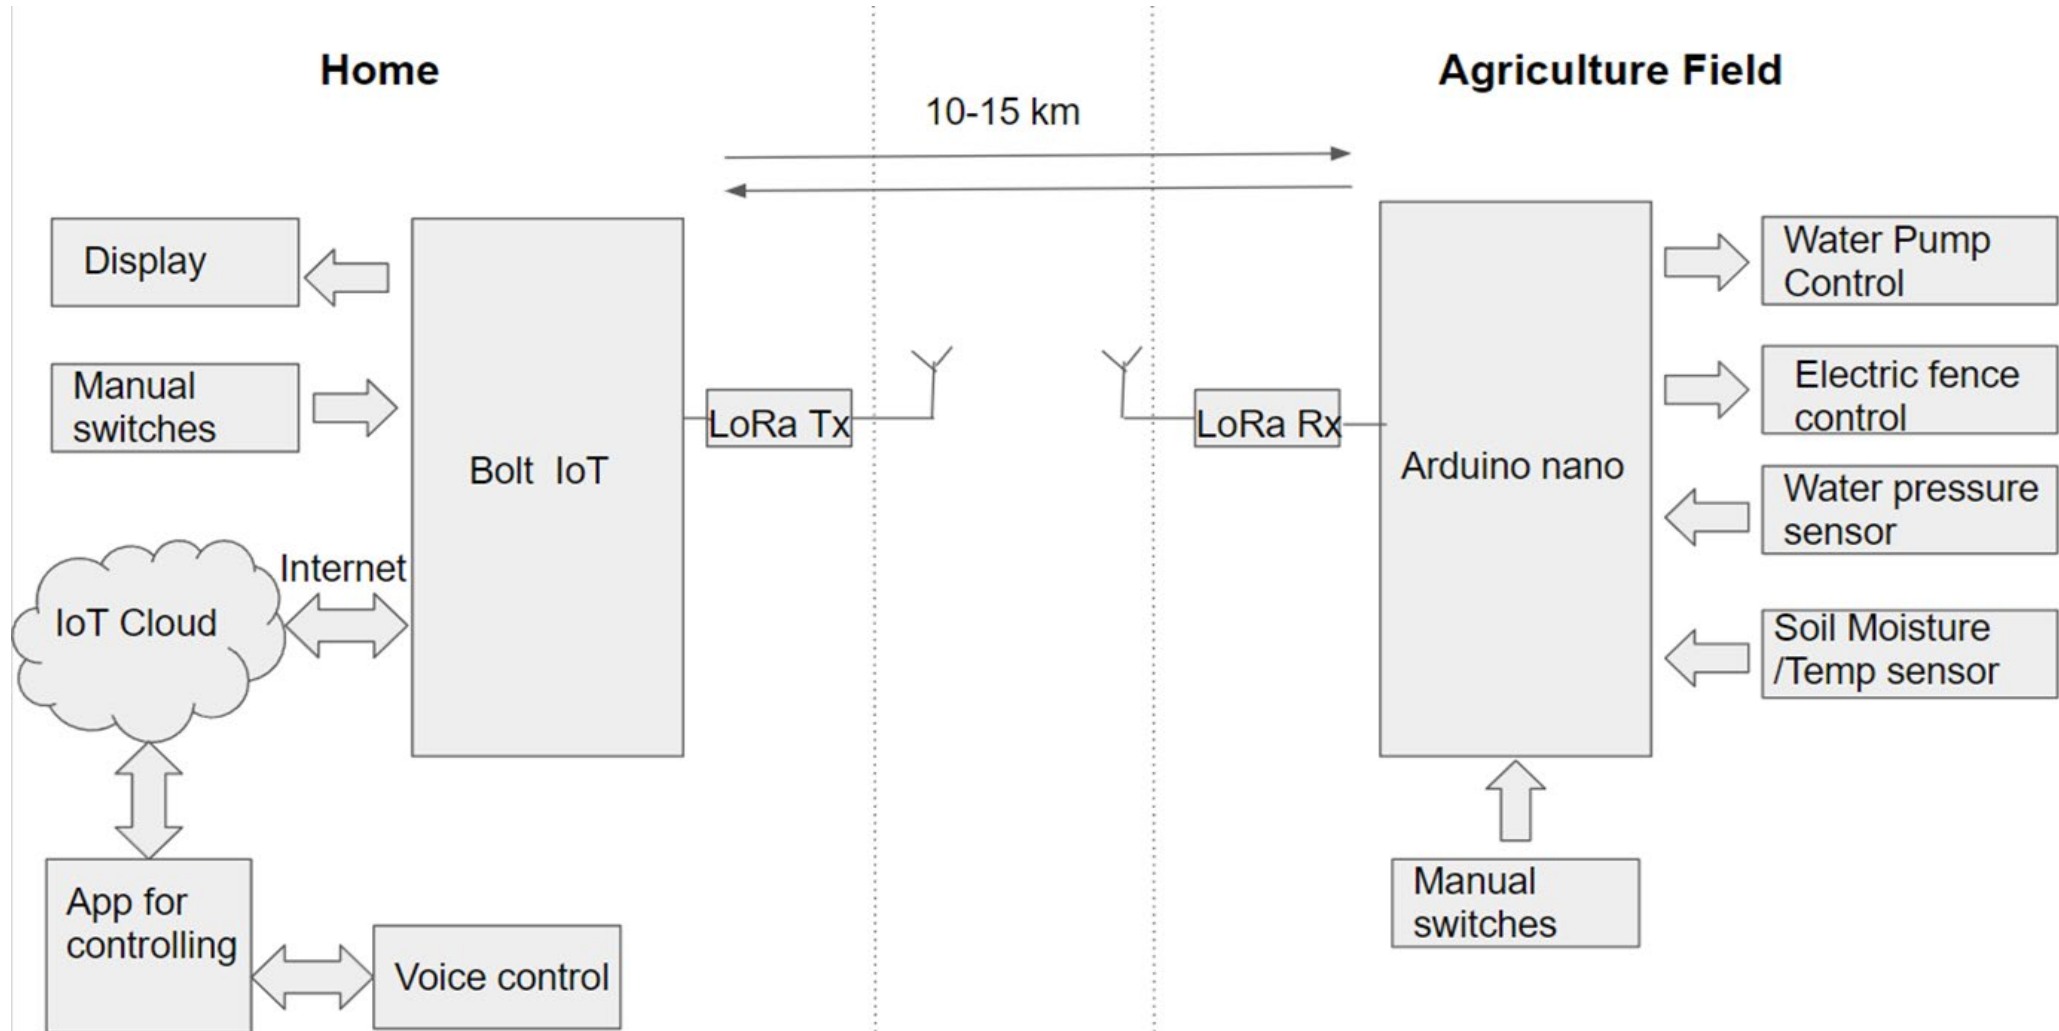 Home
Agriculture Field
10-15 km
Display
Manual
switches
Internet
IoT Cloud
App for
controlling
Voice control
Bolt IoT
LoRa Tx
LoRa Rx
Arduino nano
Water Pump
Control
Electric fence
control
Water pressure
sensor
Soil Moisture
/Temp sensor
Manual
switches